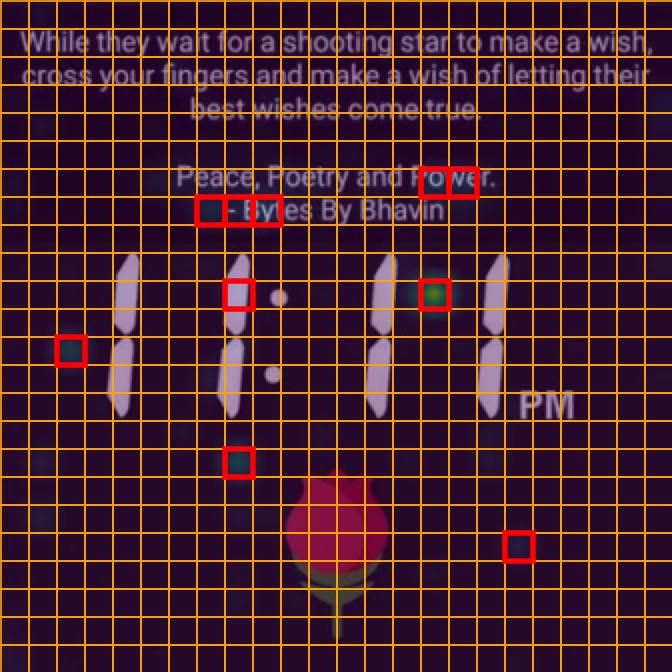 While they wait for a shooting star to make a wish,
cross your fingers and make a wish of letting their
best wishes come true.
Peace, Poetry and Power.
- Bytes By Bhavin
11:11 PM